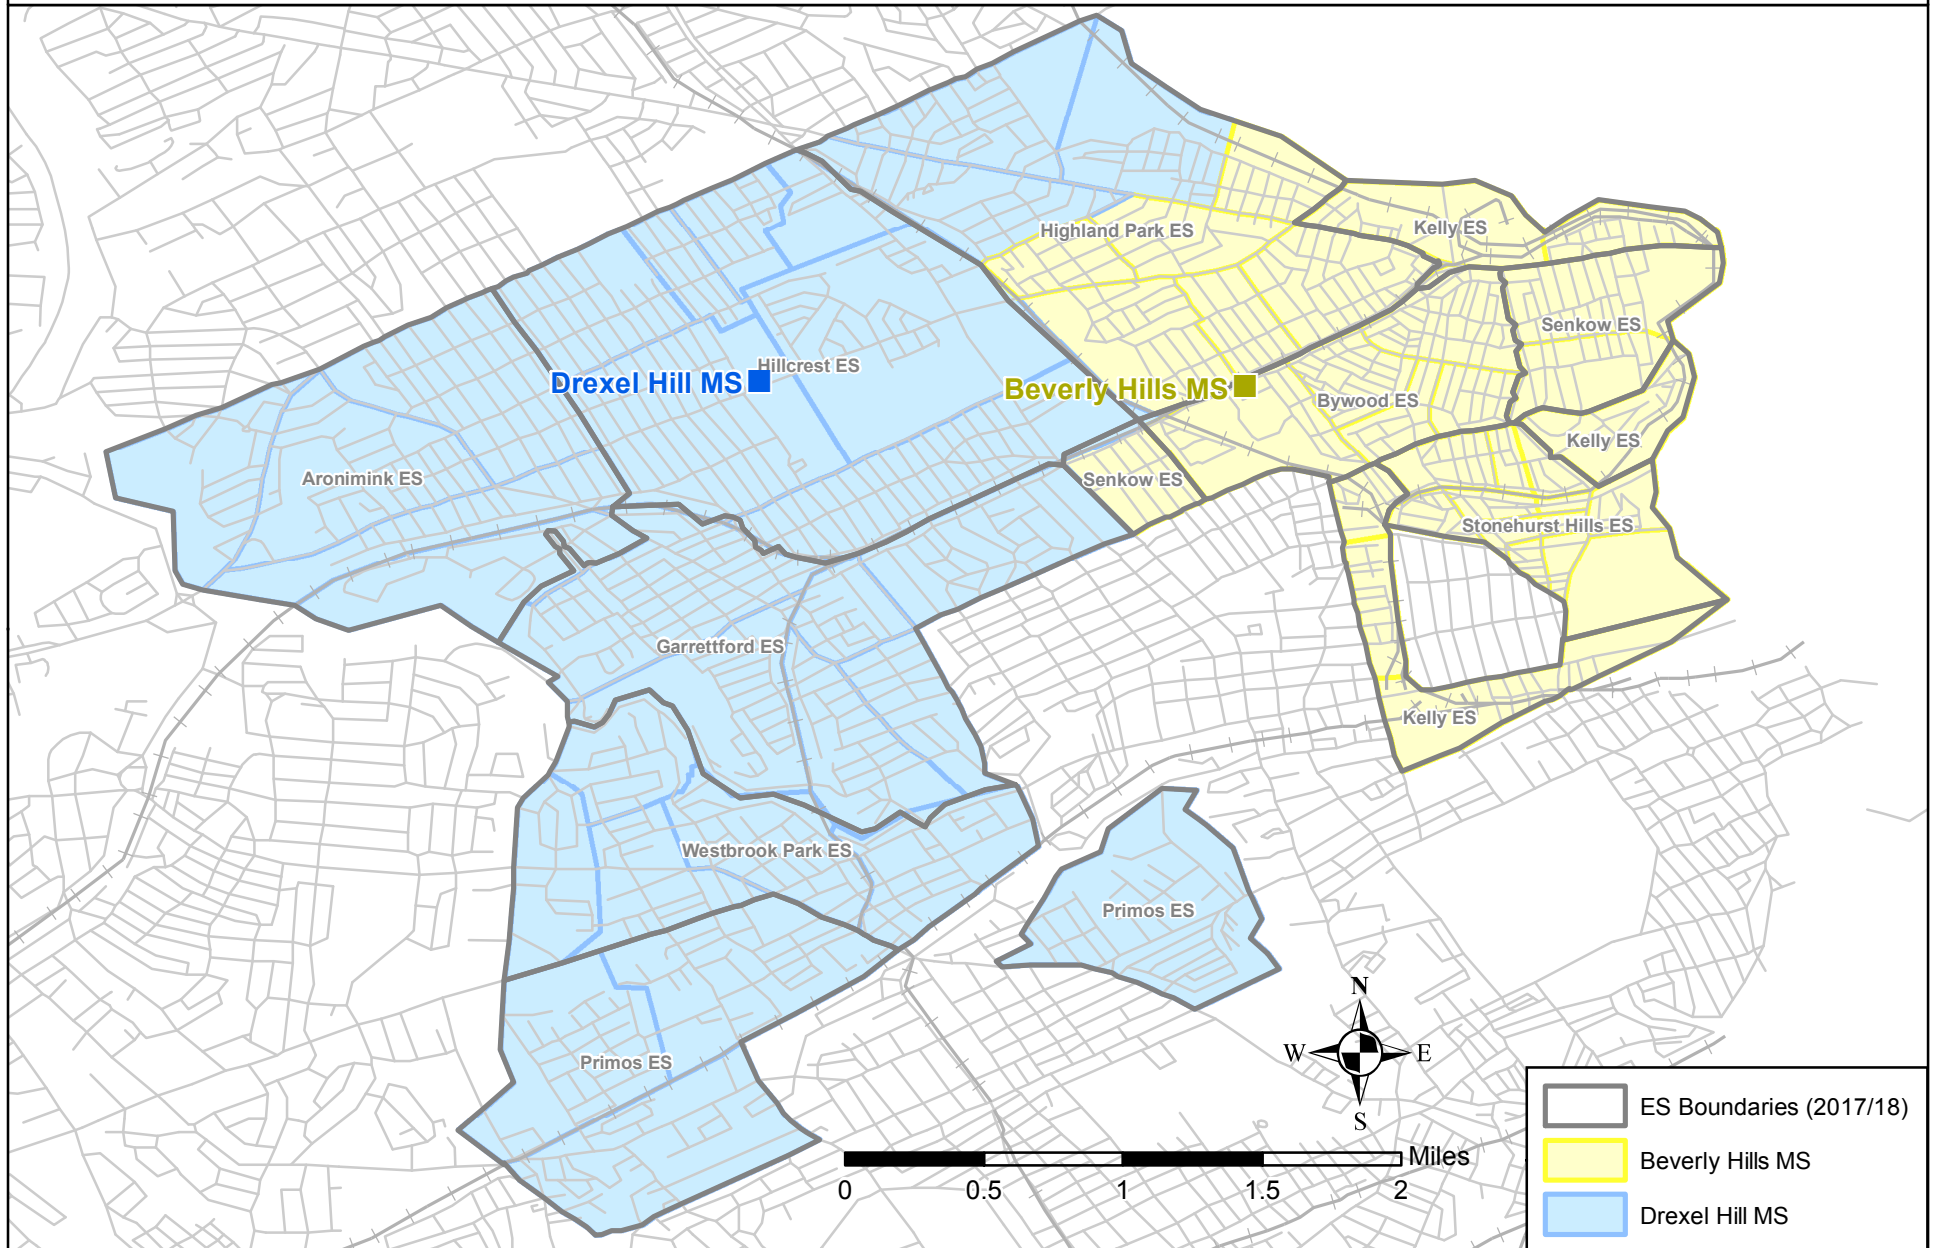 Highland Park ES
Kelly ES
Senkow ES
Hillcrest ES
Drexel Hill MS
Beverly Hills MS
Bywood ES
Kelly ES
Aronimink ES
Senkow ES
Stonehurst Hills ES
Garrettford ES
Kelly ES
Westbrook Park ES
Primos ES
Primos ES
N
W E
S
Miles
0 0.5 1 1.5 2
ES Boundaries (2017/18)
Beverly Hills MS
Drexel Hill MS